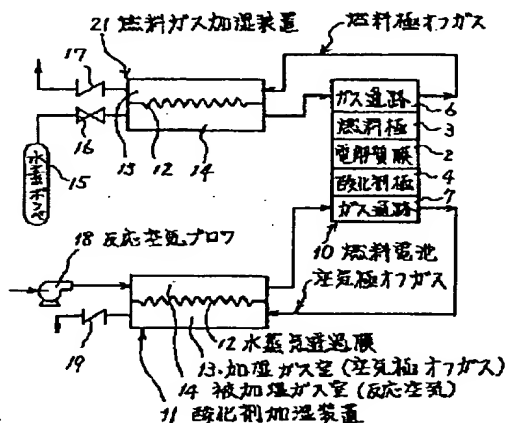 21 燃料ガス加湿装置
燃料極オフガス
17
16
15
水素ボンベ
13
12
14
ガス通路
6
燃料極
3
電解質膜
2
酸化剤極
4
ガス通路
7
10 燃料電池
空気極オフガス
18 反応空気ブロワ
19
12 水蒸気透過膜
13・加湿ガス室(空気極オフガス)
14 被加湿ガス室(反応空気)
11 酸化剤加湿装置